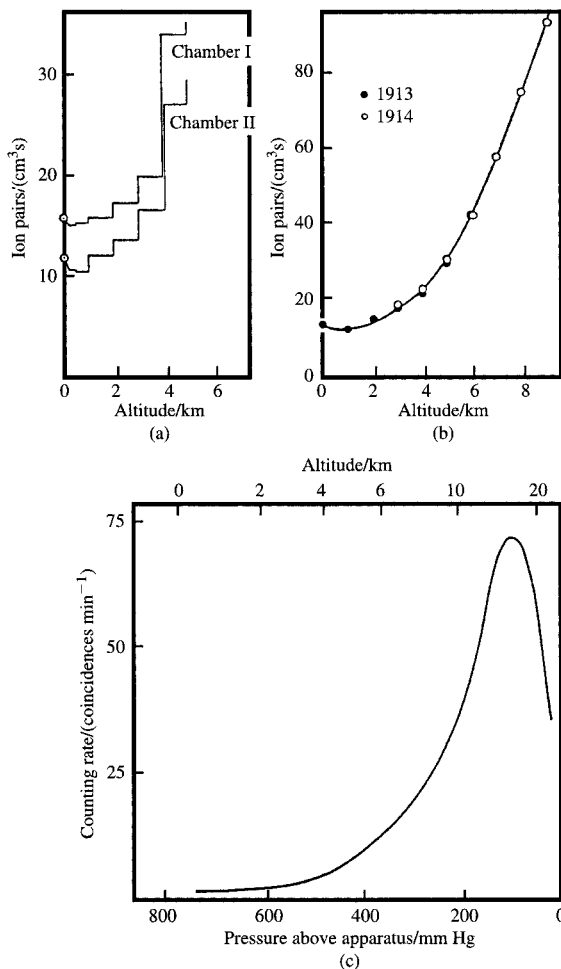 Chamber I
Chamber II
30
20
10
Ion pairs/(cm³s)
0 2 4 6
Altitude/km
(a)
1913
1914
80
60
40
20
0
Ion pairs/(cm³s)
0 2 4 6 8
Altitude/km
(b)
Altitude/km
0 2 4 6 10 20
75
50
25
Counting rate/(coincidences min⁻¹)
800 600 400 200 0
Pressure above apparatus/mm Hg
(c)